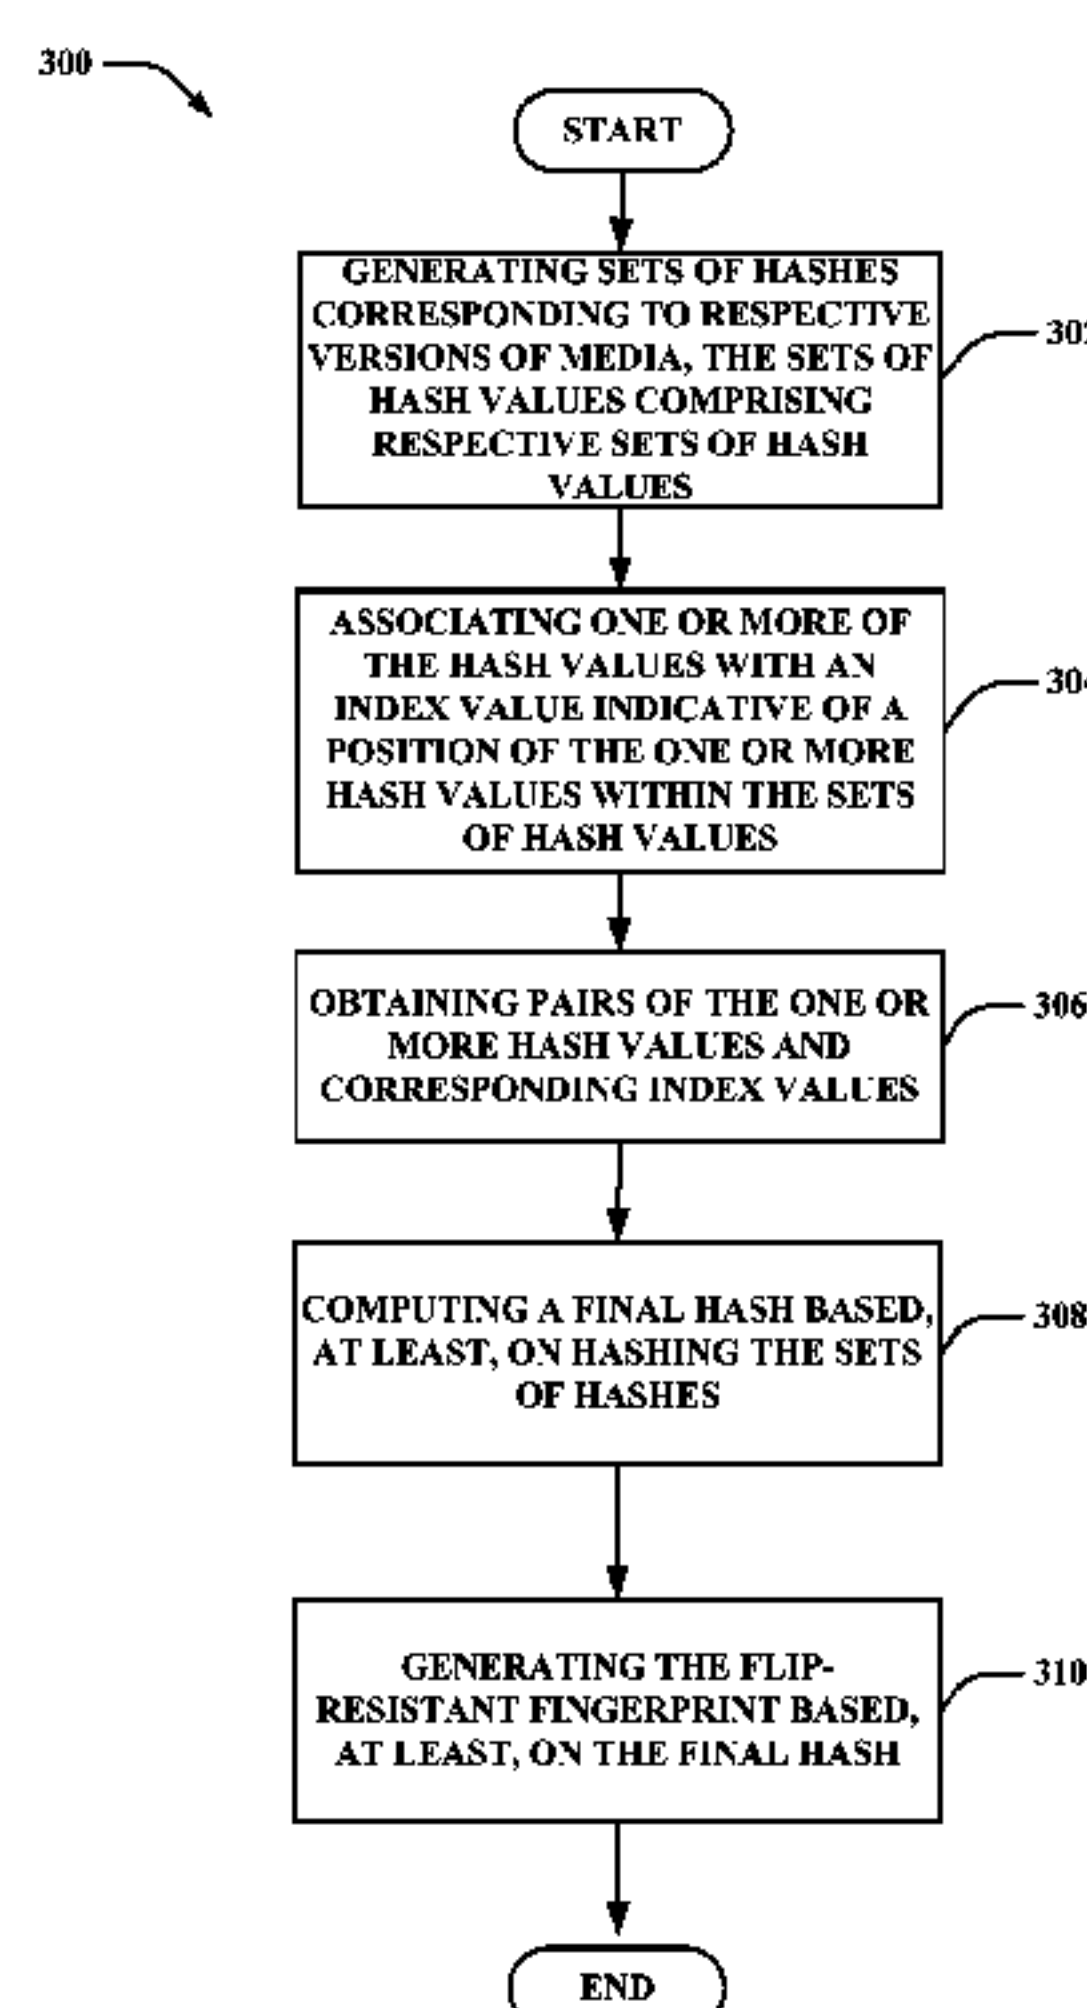 300
START
GENERATING SETS OF HASHES
CORRESPONDING TO RESPECTIVE
VERSIONS OF MEDIA, THE SETS OF
HASH VALUES COMPRISING
RESPECTIVE SETS OF HASH
VALUES
302
ASSOCIATING ONE OR MORE OF
THE HASH VALUES WITH AN
INDEX VALUE INDICATIVE OF A
POSITION OF THE ONE OR MORE
HASH VALUES WITHIN THE SETS
OF HASH VALUES
304
OBTAINING PAIRS OF THE ONE OR
MORE HASH VALUES AND
CORRESPONDING INDEX VALUES
306
COMPUTING A FINAL HASH BASED,
AT LEAST, ON HASHING THE SETS
OF HASHES
308
GENERATING THE FLIP-
RESISTANT FINGERPRINT BASED,
AT LEAST, ON THE FINAL HASH
310
END